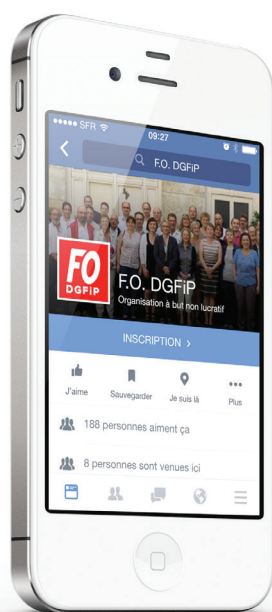 SFR
09:27
F.O. DGFiP
FO
DGFiP
F.O. DGFiP
Organisation à but non lucratif
INSCRIPTION >
J'aime
Sauvegarder
Je suis là
Plus
188 personnes aiment ça
8 personnes sont venues ici